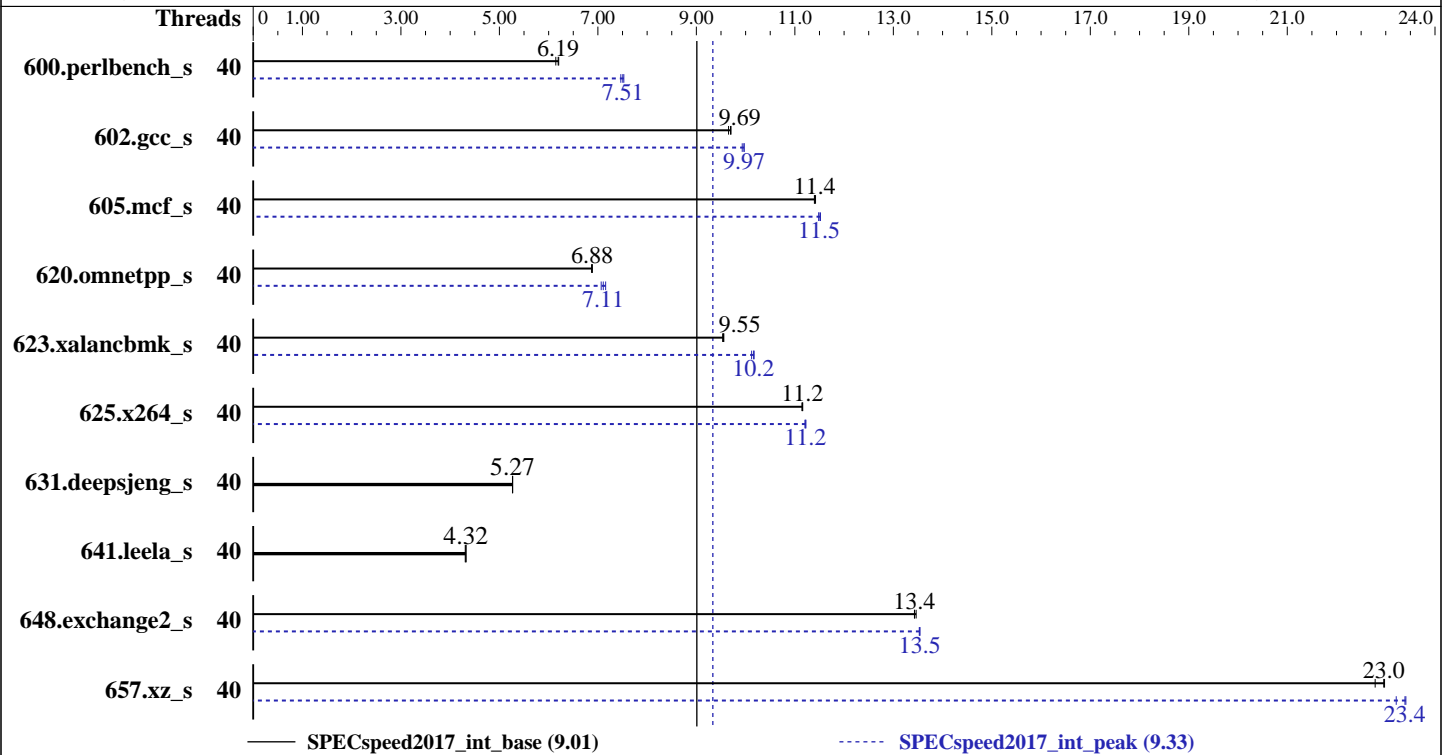 Threads 0 1.00 3.00 5.00 7.00 9.00 11.0 13.0 15.0 17.0 19.0 21.0 24.0
6.19
600.perlbench_s 40
7.51
9.69
602.gcc_s 40
9.97
11.4
605.mcf_s 40
11.5
6.88
620.omnetpp_s 40
7.11
9.55
623.xalancbmk_s 40
10.2
11.2
625.x264_s 40
11.2
5.27
631.deepsjeng_s 40
4.32
641.leela_s 40
13.4
648.exchange2_s 40
13.5
23.0
657.xz_s 40
23.4
SPECspeed2017_int_base (9.01) SPECspeed2017_int_peak (9.33)